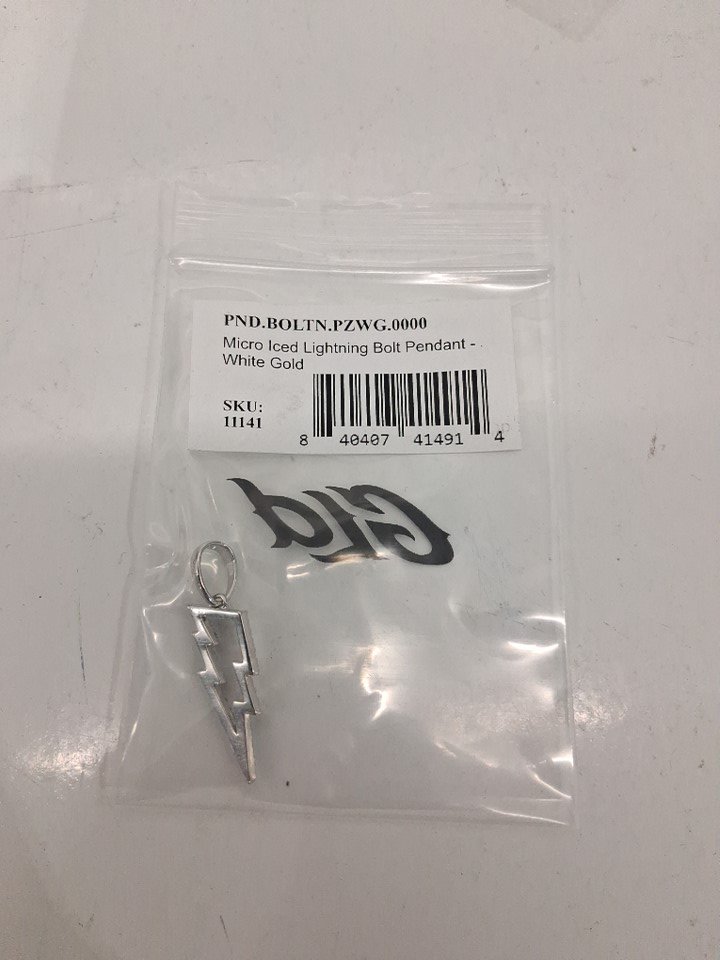 PND.BOLTN.PZWG.0000
Micro Iced Lightning Bolt Pendant -
White Gold
SKU:
11141
8 40407 41491 4
Gld